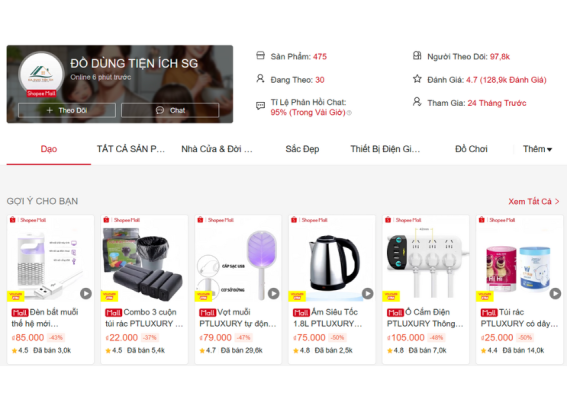 ĐỒ DÙNG TIỆN ÍCH SG
Online 6 phút trước
Shopee Mall
+ Theo Dõi
Chat
Sản Phẩm: 475
Đang Theo: 30
Tỉ Lệ Phản Hồi Chat:
95% (Trong Vài Giờ)
Người Theo Dõi: 97,8k
Đánh Giá: 4.7 (128,9k Đánh Giá)
Tham Gia: 24 Tháng Trước
Dạo
TẤT CẢ SẢN P...
Nhà Cửa & Đời ...
Sắc Đẹp
Thiết Bị Điện Gi...
Đồ Chơi
Thêm
GỢI Ý CHO BẠN
Xem Tất Cả >
Shopee Mall
Mall Đèn bắt muỗi
thế hệ mới...
₫85.000 -43%
4.5 Đã bán 3,0k
Shopee Mall
Mall Combo 3 cuộn
túi rác PTLUXURY ...
₫22.000 -37%
4.5 Đã bán 5,4k
Shopee Mall
CÁP SẠC USB
Mall Vợt muỗi
PTLUXURY tự độn...
₫79.000 -47%
4.7 Đã bán 29,6k
Shopee Mall
Mall Ấm Siêu Tốc
1.8L PTLUXURY ...
₫75.000 -50%
4.8 Đã bán 2,5k
Shopee Mall
Mall Ổ Cắm Điện
PTLUXURY Thông...
₫105.000 -48%
4.8 Đã bán 7,0k
Shopee Mall
Mall Túi rác
PTLUXURY có dây...
₫25.000 -50%
4.4 Đã bán 14,0k